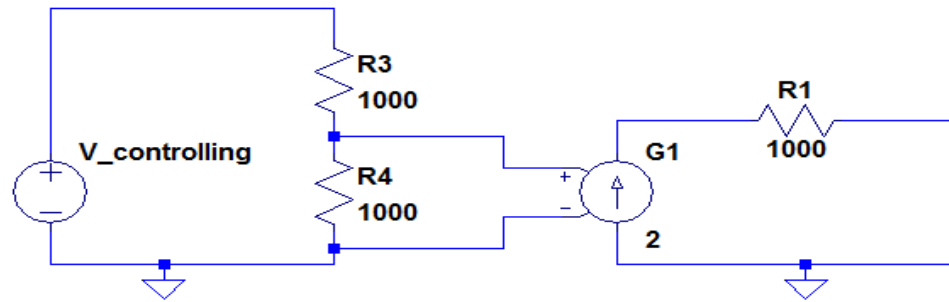 R3
1000
V_controlling
+
−
R4
1000
+
−
G1
2
R1
1000